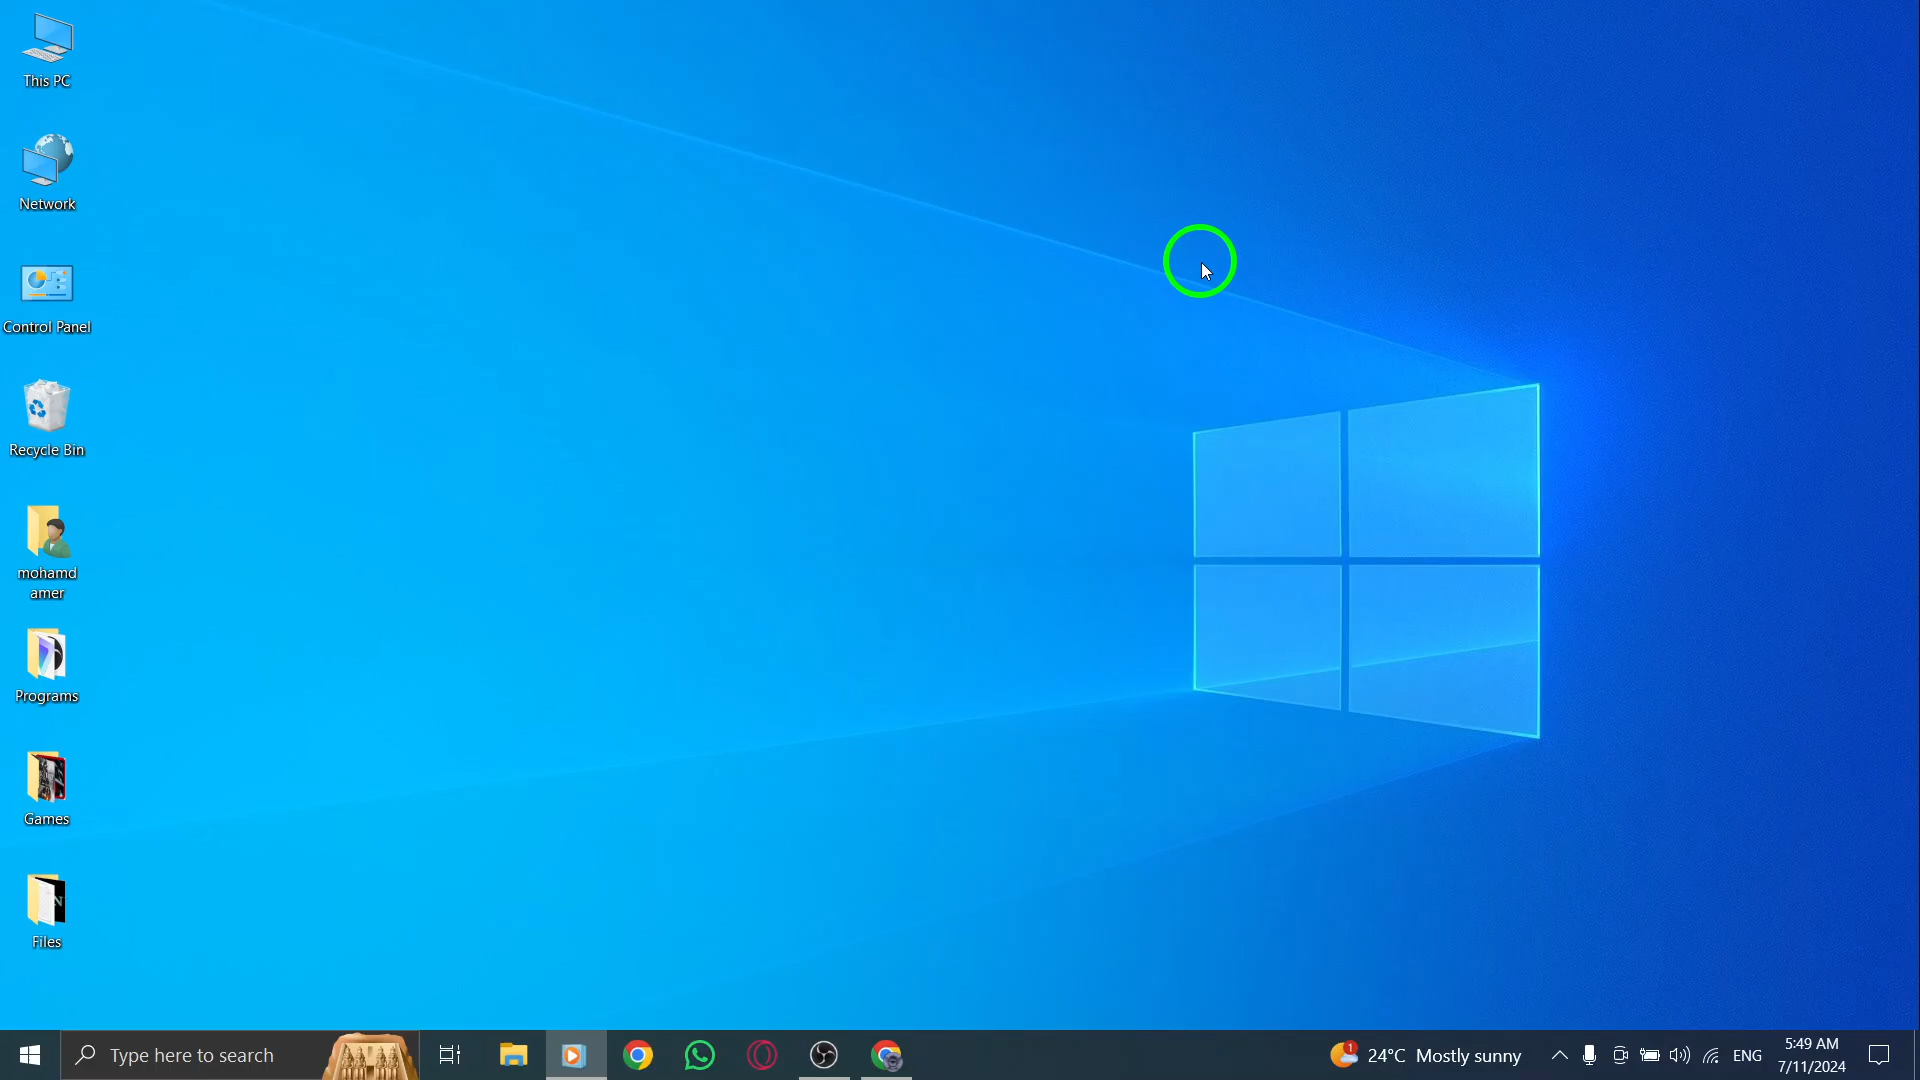 This PC
Network
Control Panel
Recycle Bin
mohamd
amer
Programs
Games
Files
Type here to search
1
24°C Mostly sunny
ENG
5:49 AM
7/11/2024